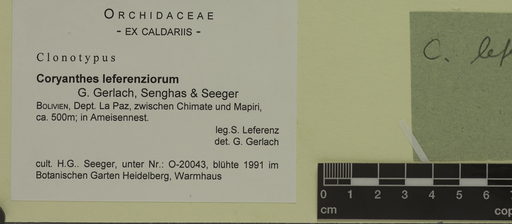 ORCHIDACEAE
- EX CALDARIIS -
Clonotypus
Coryanthes leferenziorum
G. Gerlach, Senghas & Seeger
BOLIVIEN, Dept. La Paz, zwischen Chimate und Mapiri,
ca. 500m; in Ameisennest.
leg.S. Leferenz
det. G. Gerlach
cult. H.G.. Seeger, unter Nr.: O-20043, blühte 1991 im
Botanischen Garten Heidelberg, Warmhaus
C. lef
0 1 2 3 4 5 6
cm
cop